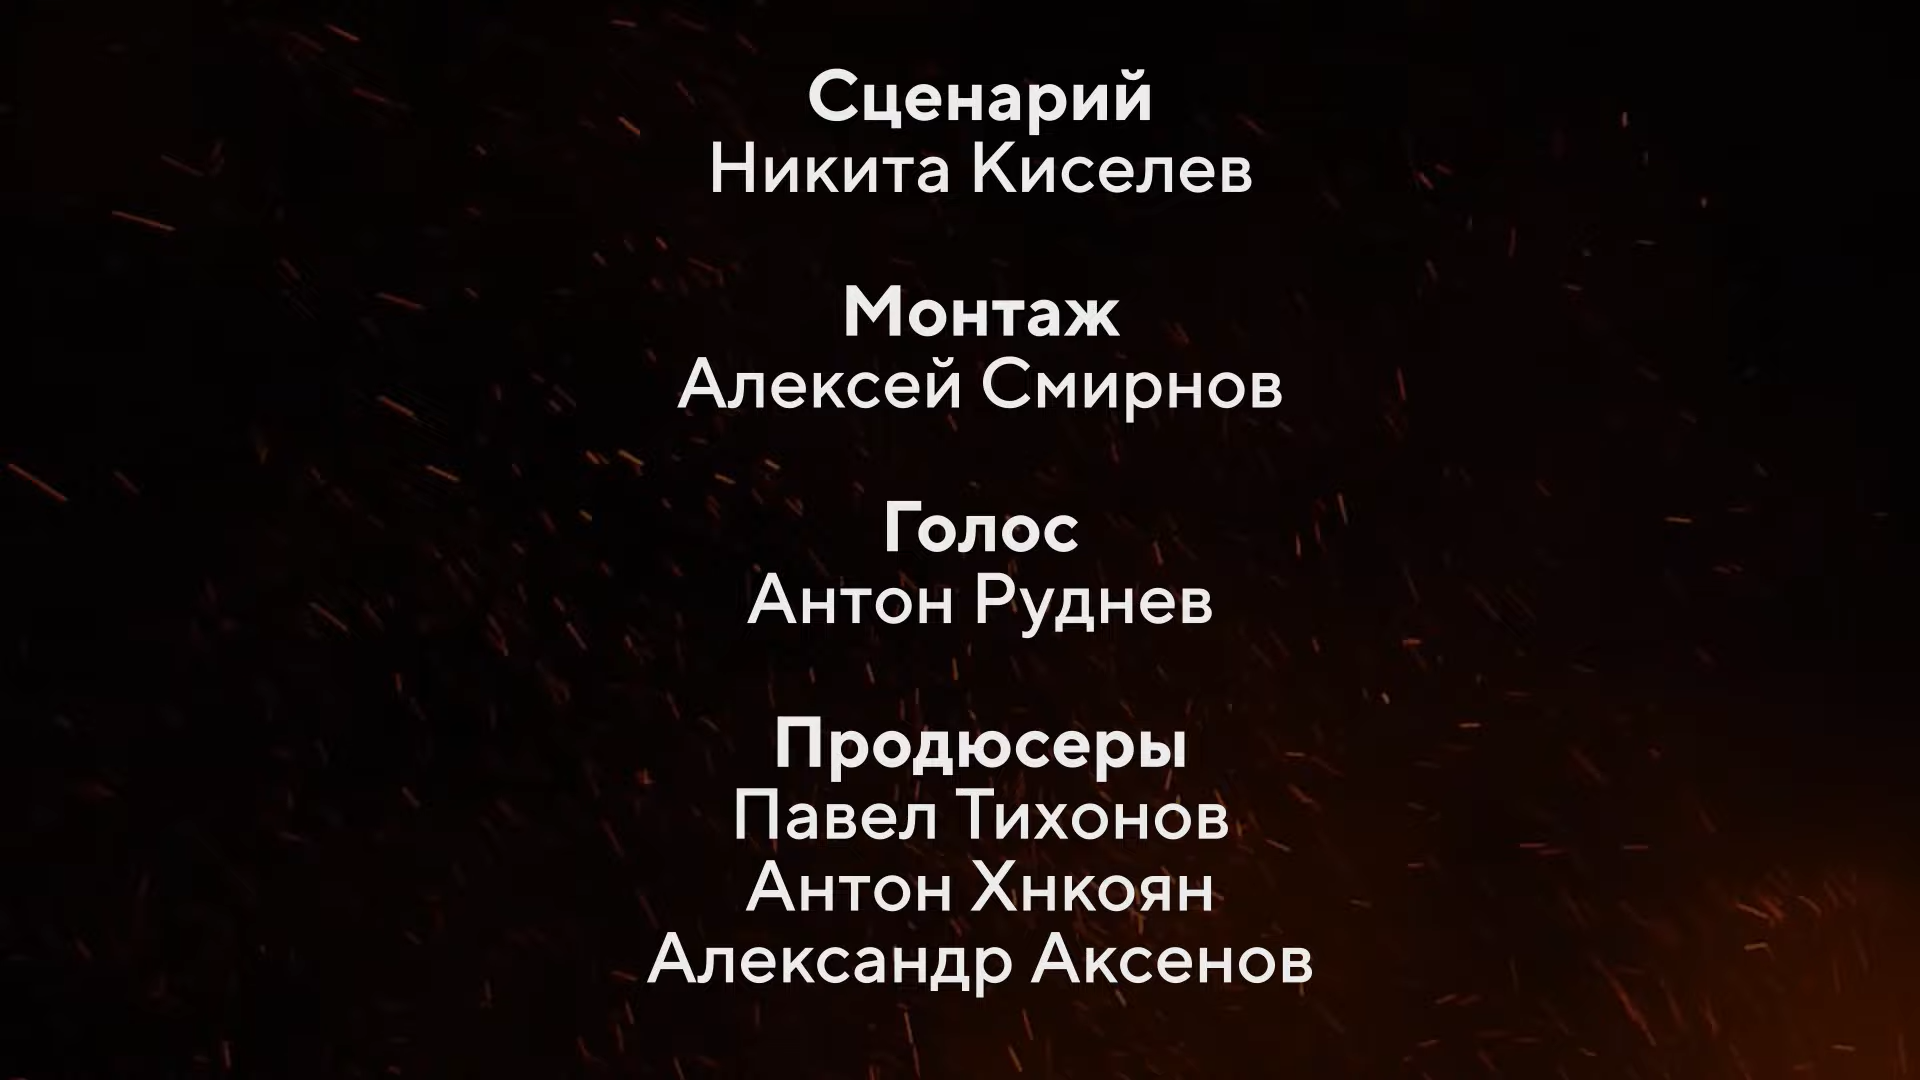 Сценарий
Никита Киселев
Монтаж
Алексей Смирнов
Голос
Антон Руднев
Продюсеры
Павел Тихонов
Антон Хнкоян
Александр Аксенов